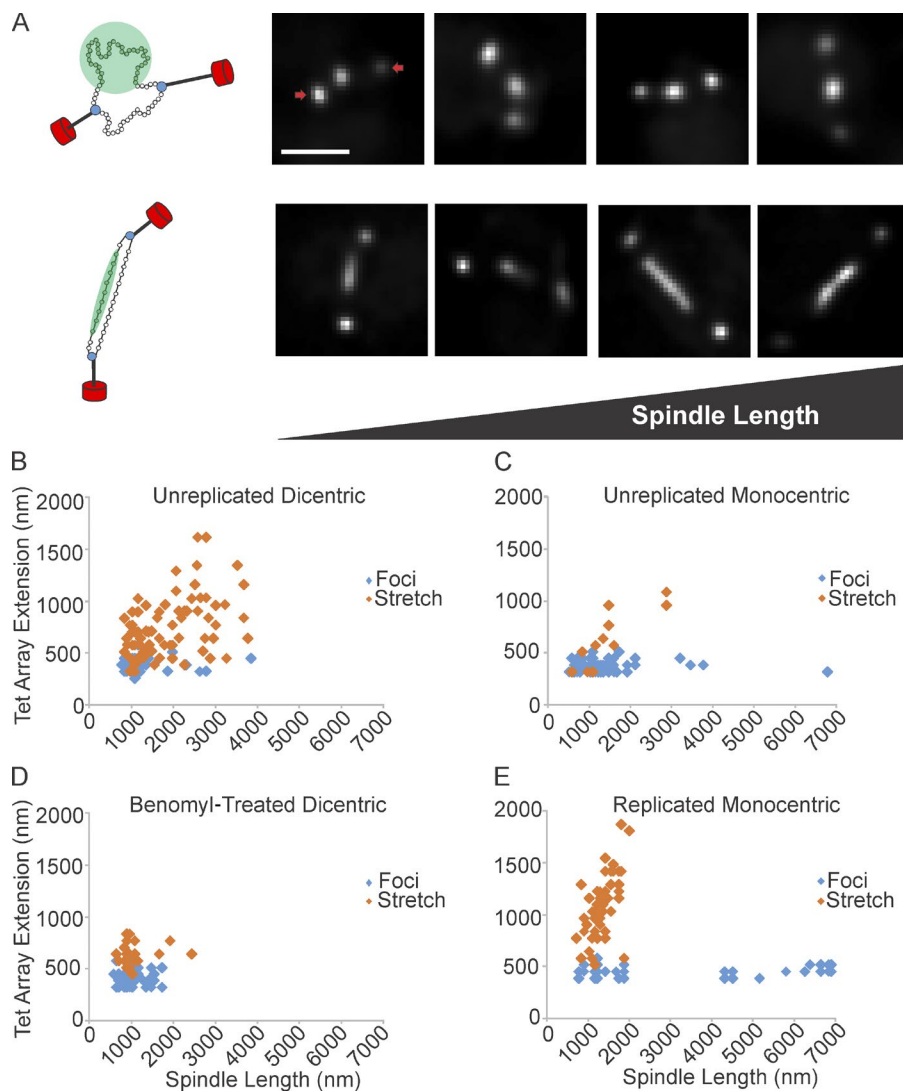 A
Spindle Length
B
Unreplicated Dicentric
Tet Array Extension (nm)
2000
1500
1000
500
0
0
1000
2000
3000
4000
5000
6000
7000
Foci
Stretch
C
Unreplicated Monocentric
2000
1500
1000
500
0
0
1000
2000
3000
4000
5000
6000
7000
Foci
Stretch
D
Benomyl-Treated Dicentric
Tet Array Extension (nm)
2000
1500
1000
500
0
0
1000
2000
3000
4000
5000
6000
7000
Spindle Length (nm)
Foci
Stretch
E
Replicated Monocentric
2000
1500
1000
500
0
0
1000
2000
3000
4000
5000
6000
7000
Spindle Length (nm)
Foci
Stretch